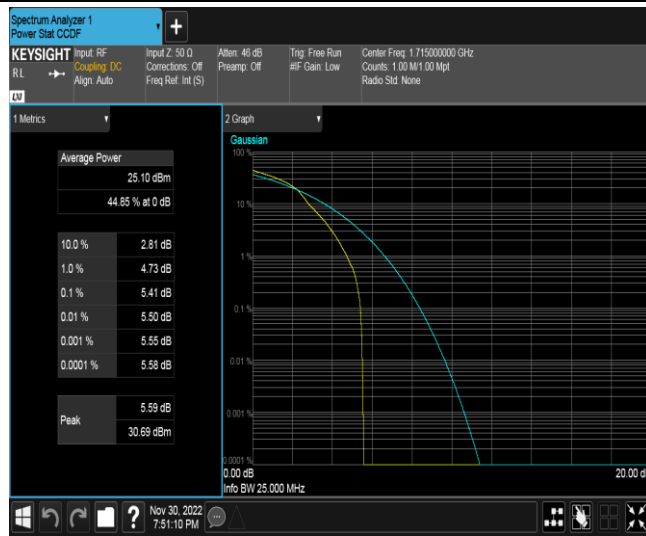 Spectrum Analyzer 1
Power Stat CCDF
+
KEYSIGHT
RL
LXI
Input: RF
Coupling: DC
Align: Auto
Input Z: 50 Ω
Corrections: Off
Freq Ref: Int (S)
Atten: 46 dB
Preamp: Off
Trig: Free Run
#IF Gain: Low
Center Freq: 1.715000000 GHz
Counts: 1.00 M/1.00 Mpt
Radio Std: None
1 Metrics
Average Power
25.10 dBm
44.85 % at 0 dB
10.0 % 2.81 dB
1.0 % 4.73 dB
0.1 % 5.41 dB
0.01 % 5.50 dB
0.001 % 5.55 dB
0.0001 % 5.58 dB
Peak
5.59 dB
30.69 dBm
2 Graph
Gaussian
100 %
10 %
1 %
0.1 %
0.01 %
0.001 %
0.0001 %
0.00 dB
20.00 d
Info BW 25.000 MHz
?
Nov 30, 2022
7:51:10 PM